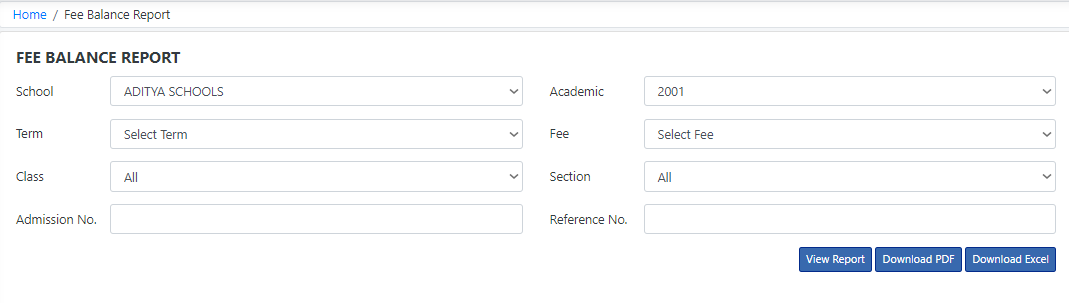 Home / Fee Balance Report
FEE BALANCE REPORT
School ADITYA SCHOOLS Academic 2001
Term Select Term Fee Select Fee
Class All Section All
Admission No. Reference No.
View Report Download PDF Download Excel